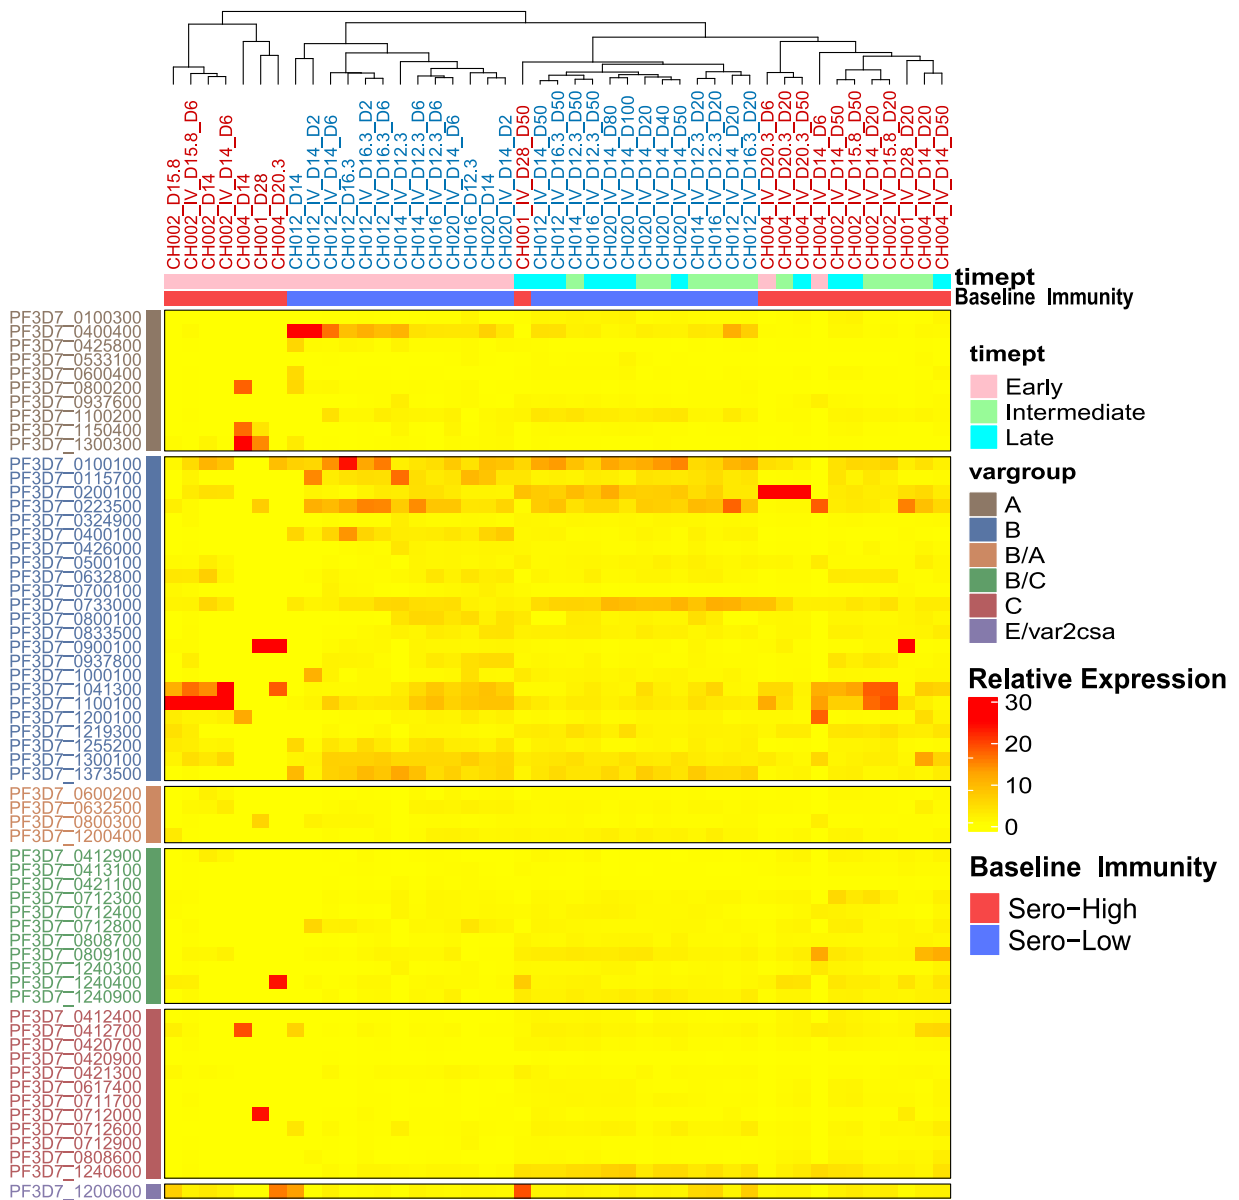 CH002_D15.8
CH002_IV_D15.8_D6
CH002_D14
CH002_IV_D14_D6
CH004_D14
CH001_D28
CH004_D20.3
CH012_D14
CH012_IV_D14_D2
CH012_IV_D14_D6
CH012_D16.3
CH012_IV_D16.3_D2
CH012_IV_D16.3_D6
CH014_IV_D12.3
CH014_IV_D12.3_D6
CH016_IV_D12.3_D6
CH020_IV_D14_D6
CH016_D12.3
CH020_D14
CH020_IV_D14_D2
CH001_IV_D28_D50
CH012_IV_D14_D50
CH012_IV_D16.3_D50
CH014_IV_D12.3_D50
CH016_IV_D12.3_D50
CH020_IV_D14_D80
CH020_IV_D14_D100
CH020_IV_D14_D20
CH020_IV_D14_D40
CH020_IV_D14_D50
CH014_IV_D12.3_D20
CH016_IV_D12.3_D20
CH012_IV_D14_D20
CH012_IV_D16.3_D20
CH004_IV_D20.3_D6
CH004_IV_D20.3_D20
CH004_IV_D20.3_D50
CH004_IV_D14_D6
CH002_IV_D14_D50
CH002_IV_D15.8_D50
CH002_IV_D14_D20
CH002_IV_D15.8_D20
CH001_IV_D28_D20
CH004_IV_D14_D20
CH004_IV_D14_D50
timept
Baseline Immunity
PF3D7_0100300
PF3D7_0400400
PF3D7_0425800
PF3D7_0533100
PF3D7_0600400
PF3D7_0800200
PF3D7_0937600
PF3D7_1100200
PF3D7_1150400
PF3D7_1300300
PF3D7_0100100
PF3D7_0115700
PF3D7_0200100
PF3D7_0223500
PF3D7_0324900
PF3D7_0400100
PF3D7_0426000
PF3D7_0500100
PF3D7_0632800
PF3D7_0700100
PF3D7_0733000
PF3D7_0800100
PF3D7_0833500
PF3D7_0900100
PF3D7_0937800
PF3D7_1000100
PF3D7_1041300
PF3D7_1100100
PF3D7_1200100
PF3D7_1219300
PF3D7_1255200
PF3D7_1300100
PF3D7_1373500
PF3D7_0600200
PF3D7_0632500
PF3D7_0800300
PF3D7_1200400
PF3D7_0412900
PF3D7_0413100
PF3D7_0421100
PF3D7_0712300
PF3D7_0712400
PF3D7_0712800
PF3D7_0808700
PF3D7_0809100
PF3D7_1240300
PF3D7_1240400
PF3D7_1240900
PF3D7_0412400
PF3D7_0412700
PF3D7_0420700
PF3D7_0420900
PF3D7_0421300
PF3D7_0617400
PF3D7_0711700
PF3D7_0712000
PF3D7_0712600
PF3D7_0712900
PF3D7_0808600
PF3D7_1240600
PF3D7_1200600
timept
Early
Intermediate
Late
vargroup
A
B
B/A
B/C
C
E/var2csa
Relative Expression
30
20
10
0
Baseline Immunity
Sero−High
Sero−Low